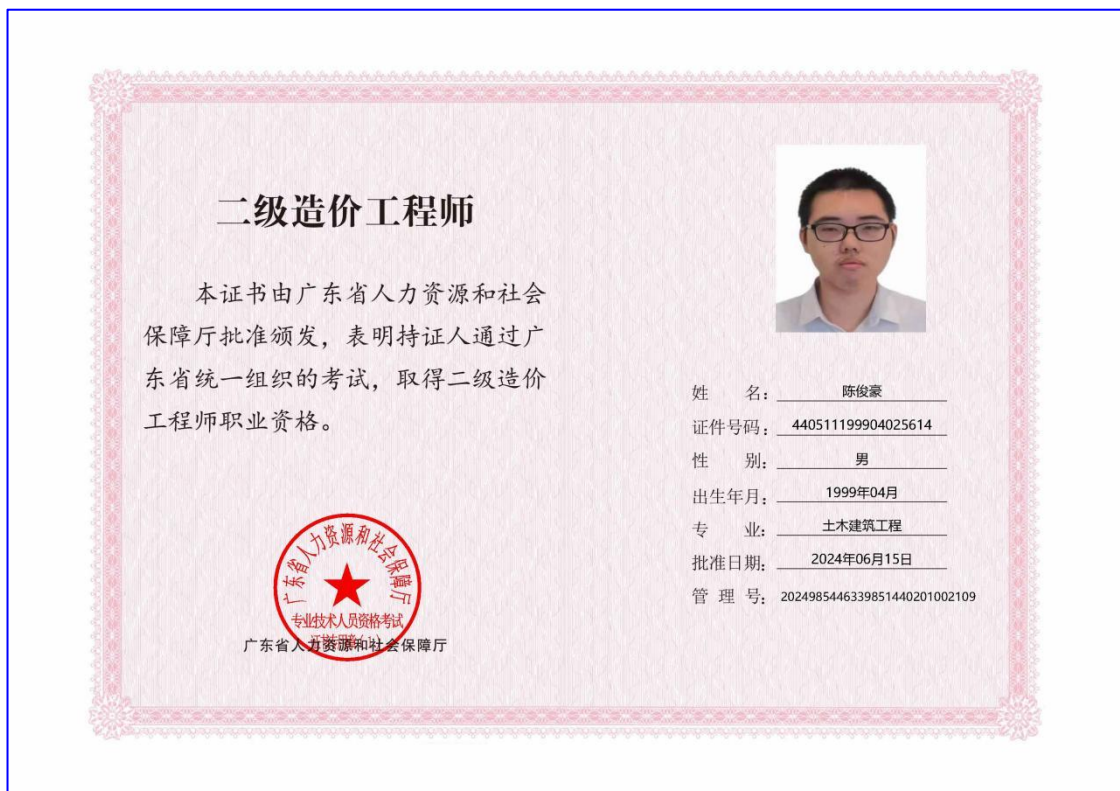 二级造价工程师
本证书由广东省人力资源和社会
保障厅批准颁发，表明持证人通过广
东省统一组织的考试，取得二级造价
工程师职业资格。
广东省人力资源和社会保障厅
专业技术人员资格考试
广东省人力资源和社会保障厅
姓 名：陈俊豪
证件号码：440511199904025614
性 别：男
出生年月：1999年04月
专 业：土木建筑工程
批准日期：2024年06月15日
管 理 号：20249854463398514402010021​09